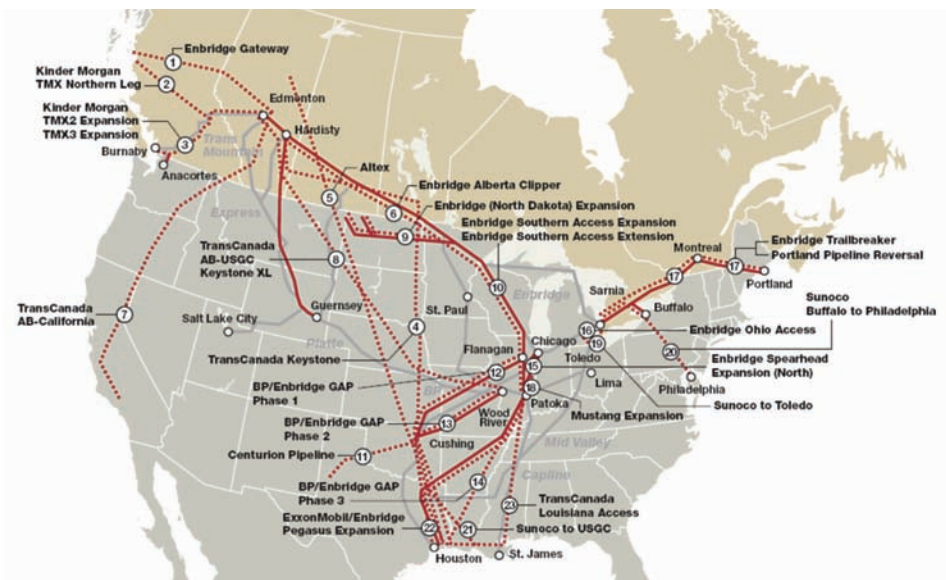 Enbridge Gateway
1
Kinder Morgan
TMX Northern Leg
2
Edmonton
Kinder Morgan
TMX2 Expansion
TMX3 Expansion
3
Trans
Mountain
Hardisty
Burnaby
Anacortes
Altex
5
6
Enbridge Alberta Clipper
Express
Enbridge (North Dakota) Expansion
9
Enbridge Southern Access Expansion
Enbridge Southern Access Extension
TransCanada
AB-USGC
Keystone XL
8
10
Enbridge
Montreal
Enbridge Trailbreaker
Portland Pipeline Reversal
17
17
Portland
Sarnia
TransCanada
AB-California
7
Salt Lake City
Guernsey
St. Paul
4
Buffalo
Sunoco
Buffalo to Philadelphia
16
Enbridge Ohio Access
Platte
TransCanada Keystone
Flanagan
Chicago
Toledo
19
20
15
Enbridge Spearhead
Expansion (North)
12
BP/Enbridge GAP
Phase 1
BP
18
Lima
Philadelphia
Patoka
Sunoco to Toledo
Wood
River
Mustang Expansion
BP/Enbridge GAP
Phase 2
13
Cushing
Mid Valley
Centurion Pipeline
11
Capline
BP/Enbridge GAP
Phase 3
14
23
TransCanada
Louisiana Access
ExxonMobil/Enbridge
Pegasus Expansion
22
21
Sunoco to USGC
Houston
St. James